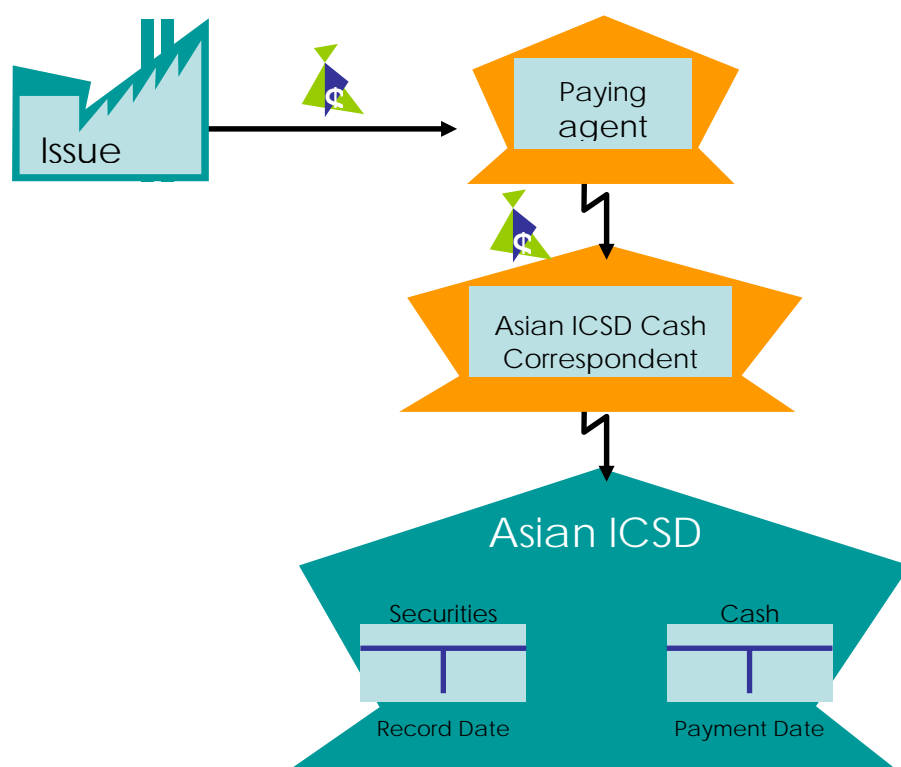 Issue
$
Paying
agent
$
Asian ICSD Cash
Correspondent
Asian ICSD
Securities
Cash
Record Date
Payment Date